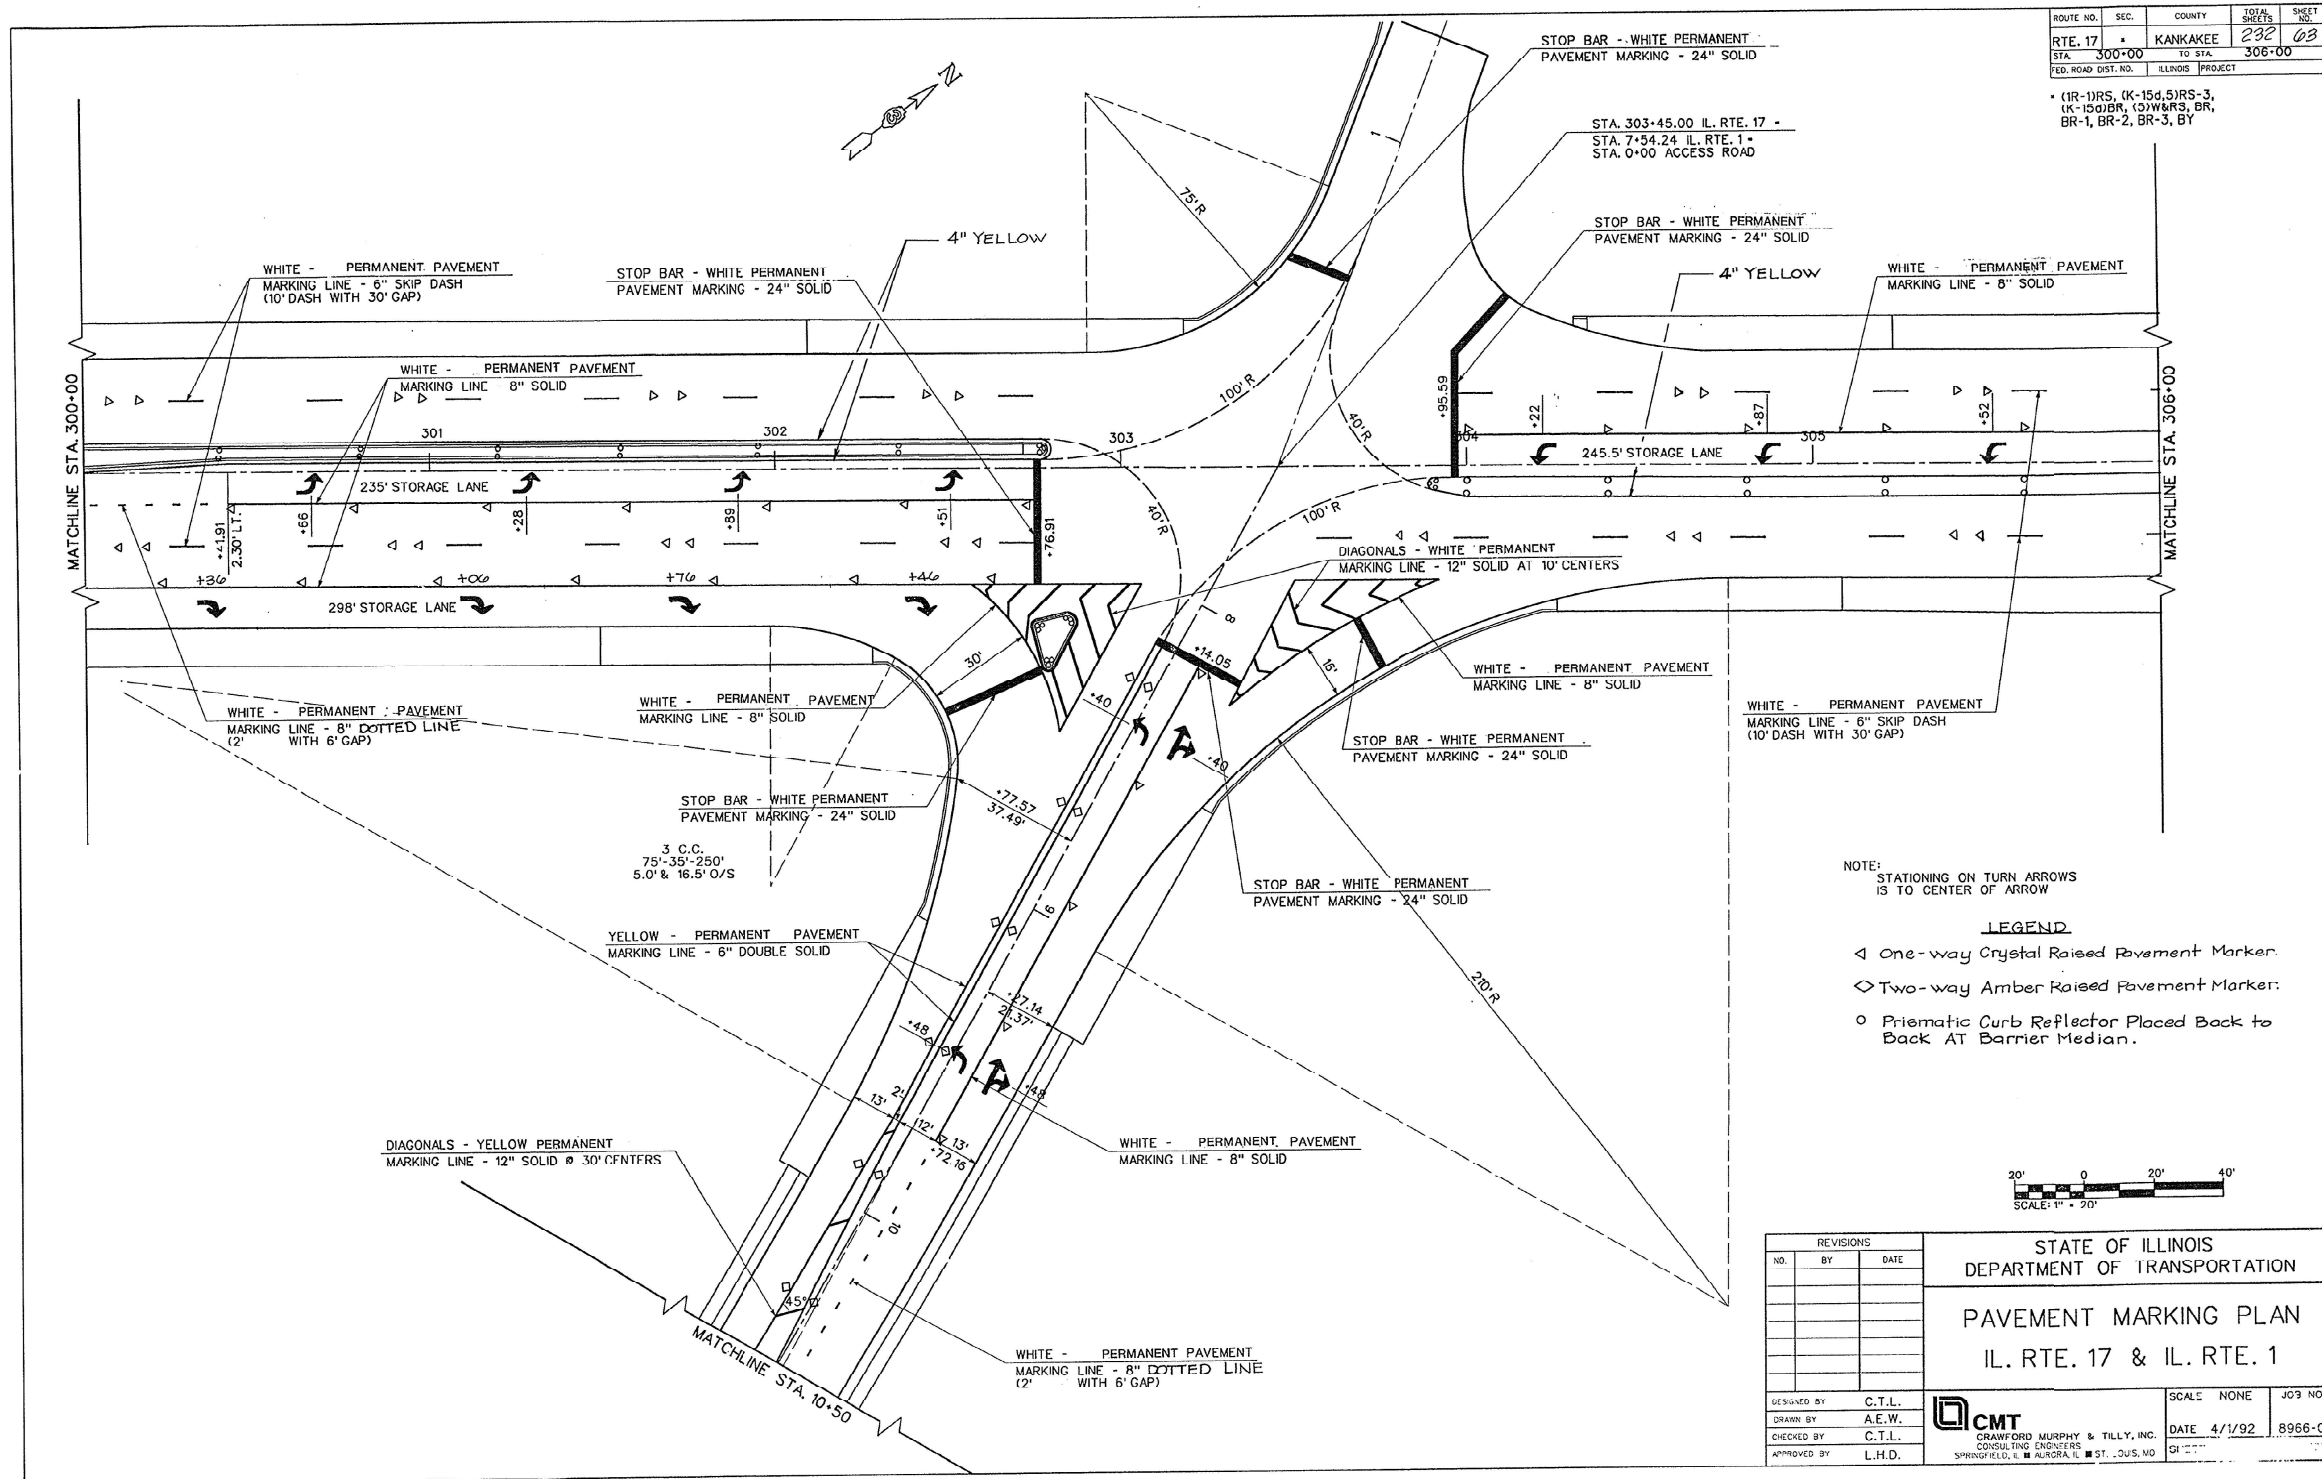 ROUTE NO. SEC. COUNTY TOTAL SHEETS SHEET NO.
RTE. 17 * KANKAKEE 232 63
STA. 300+00 TO STA. 306+00
FED. ROAD DIST. NO. ILLINOIS PROJECT
* (1R-1)RS, (K-15d,5)RS-3,
(K-15d)BR, (5)W&RS, BR,
BR-1, BR-2, BR-3, BY
N
STOP BAR - WHITE PERMANENT
PAVEMENT MARKING - 24" SOLID
STA. 303+45.00 IL. RTE. 17 =
STA. 7+54.24 IL. RTE. 1 =
STA. 0+00 ACCESS ROAD
1
75' R
STOP BAR - WHITE PERMANENT
PAVEMENT MARKING - 24" SOLID
4" YELLOW
WHITE - PERMANENT PAVEMENT
MARKING LINE - 6" SKIP DASH
(10' DASH WITH 30' GAP)
STOP BAR - WHITE PERMANENT
PAVEMENT MARKING - 24" SOLID
4" YELLOW
WHITE - PERMANENT PAVEMENT
MARKING LINE - 8" SOLID
WHITE - PERMANENT PAVEMENT
MARKING LINE 8" SOLID
MATCHLINE STA. 300+00
MATCHLINE STA. 306+00
301
302
303
304
305
100' R
40' R
+95.59
+22
+87
+52
245.5' STORAGE LANE
235' STORAGE LANE
+41.91
2.30' LT.
+66
+28
+89
+51
+76.91
40' R
100' R
DIAGONALS - WHITE PERMANENT
MARKING LINE - 12" SOLID AT 10' CENTERS
+36
+06
+76
+46
298' STORAGE LANE
8
30'
+14.05
15'
+40
+40
WHITE - PERMANENT PAVEMENT
MARKING LINE - 8" DOTTED LINE
(2' WITH 6' GAP)
WHITE - PERMANENT PAVEMENT
MARKING LINE - 8" SOLID
WHITE - PERMANENT PAVEMENT
MARKING LINE - 8" SOLID
STOP BAR - WHITE PERMANENT
PAVEMENT MARKING - 24" SOLID
WHITE - PERMANENT PAVEMENT
MARKING LINE - 6" SKIP DASH
(10' DASH WITH 30' GAP)
STOP BAR - WHITE PERMANENT
PAVEMENT MARKING - 24" SOLID
+77.57
37.49'
3 C.C.
75'-35'-250'
5.0' & 16.5' O/S
STOP BAR - WHITE PERMANENT
PAVEMENT MARKING - 24" SOLID
NOTE:
STATIONING ON TURN ARROWS
IS TO CENTER OF ARROW
LEGEND
One-way Crystal Raised Pavement Marker.
Two-way Amber Raised Pavement Marker.
Prismatic Curb Reflector Placed Back to
Back AT Barrier Median.
YELLOW - PERMANENT PAVEMENT
MARKING LINE - 6" DOUBLE SOLID
9
210' R
+27.14
21.37'
+48
+48
2'
13'
12'
13'
+72.16
DIAGONALS - YELLOW PERMANENT
MARKING LINE - 12" SOLID @ 30' CENTERS
WHITE - PERMANENT PAVEMENT
MARKING LINE - 8" SOLID
10
45°
MATCHLINE STA. 10+50
WHITE - PERMANENT PAVEMENT
MARKING LINE - 8" DOTTED LINE
(2' WITH 6' GAP)
20' 0 20' 40'
SCALE: 1" = 20'
REVISIONS
NO. BY DATE
STATE OF ILLINOIS
DEPARTMENT OF TRANSPORTATION
PAVEMENT MARKING PLAN
IL. RTE. 17 & IL. RTE. 1
DESIGNED BY C.T.L.
DRAWN BY A.E.W.
CHECKED BY C.T.L.
APPROVED BY L.H.D.
CMT
CRAWFORD MURPHY & TILLY, INC.
CONSULTING ENGINEERS
SPRINGFIELD, IL AURORA, IL ST. LOUIS, MO
SCALE NONE
DATE 4/1/92
JOB NO
8966-0